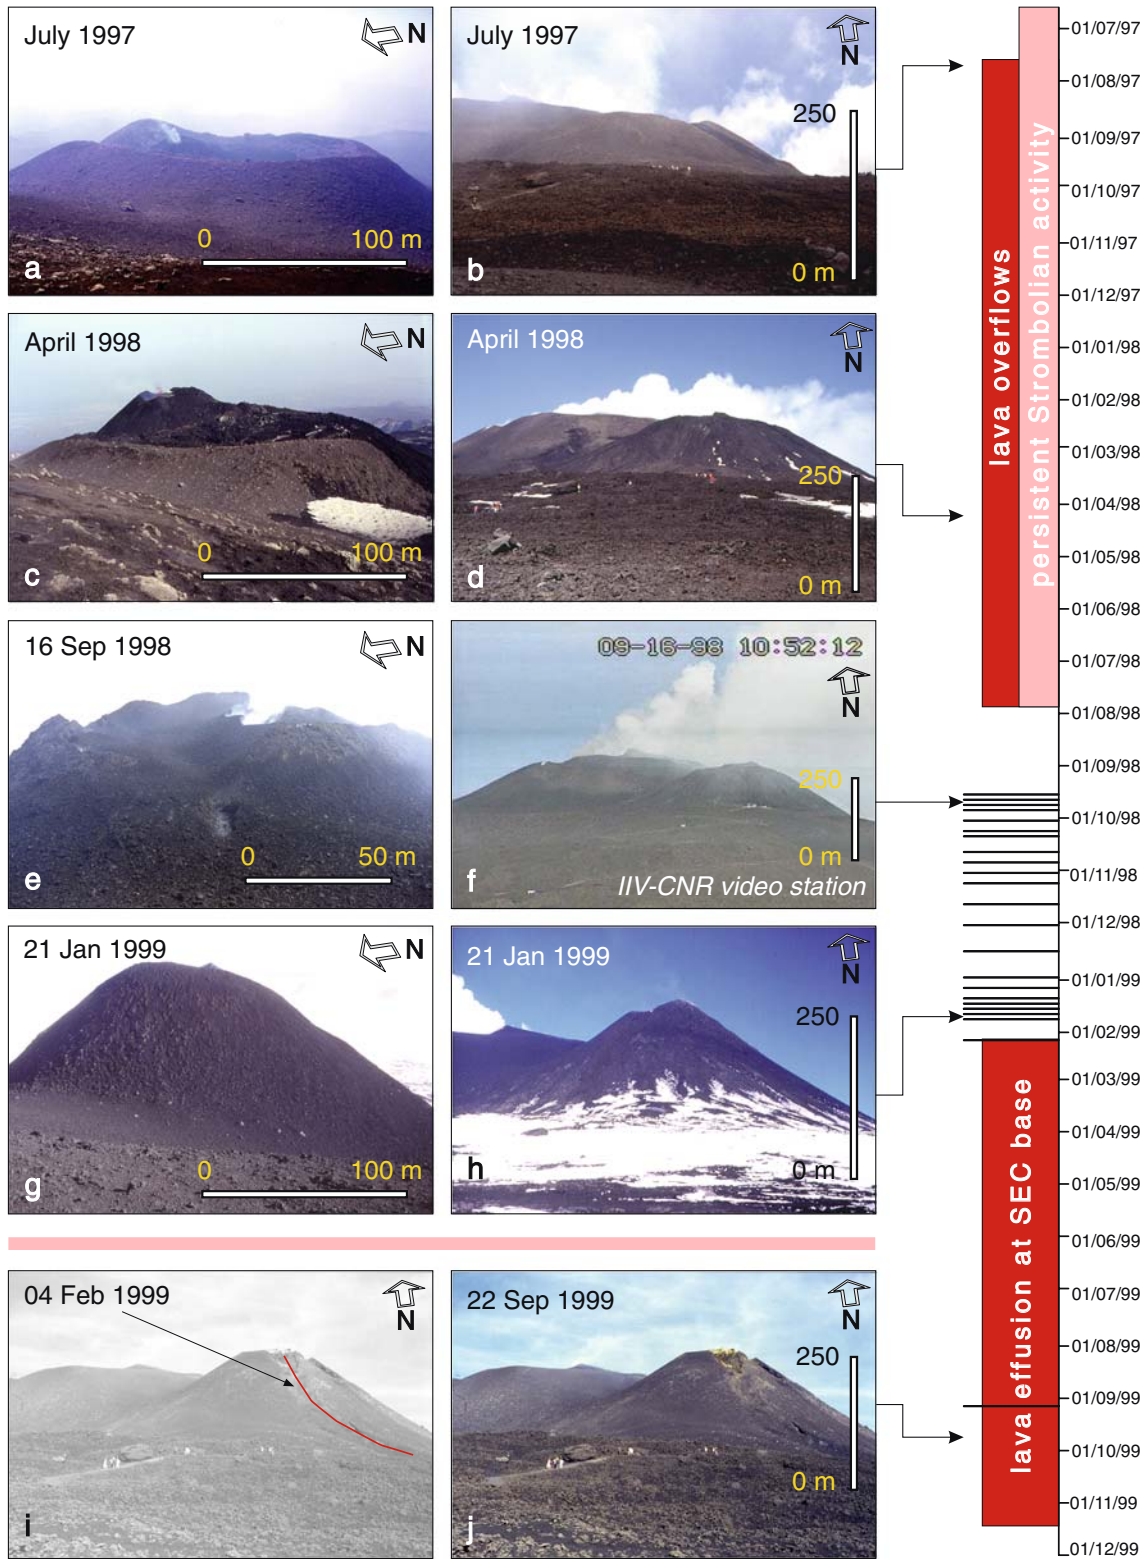 July 1997
N
0 100 m
a
July 1997
N
250
0 m
b
April 1998
N
0 100 m
c
April 1998
N
250
0 m
d
16 Sep 1998
N
0 50 m
e
09-16-98 10:52:12
N
250
0 m
f
IIV-CNR video station
21 Jan 1999
N
0 100 m
g
21 Jan 1999
N
250
0 m
h
04 Feb 1999
N
i
22 Sep 1999
N
250
0 m
j
lava overflows
persistent Strombolian activity
lava effusion at SEC base
01/07/97
01/08/97
01/09/97
01/10/97
01/11/97
01/12/97
01/01/98
01/02/98
01/03/98
01/04/98
01/05/98
01/06/98
01/07/98
01/08/98
01/09/98
01/10/98
01/11/98
01/12/98
01/01/99
01/02/99
01/03/99
01/04/99
01/05/99
01/06/99
01/07/99
01/08/99
01/09/99
01/10/99
01/11/99
01/12/99